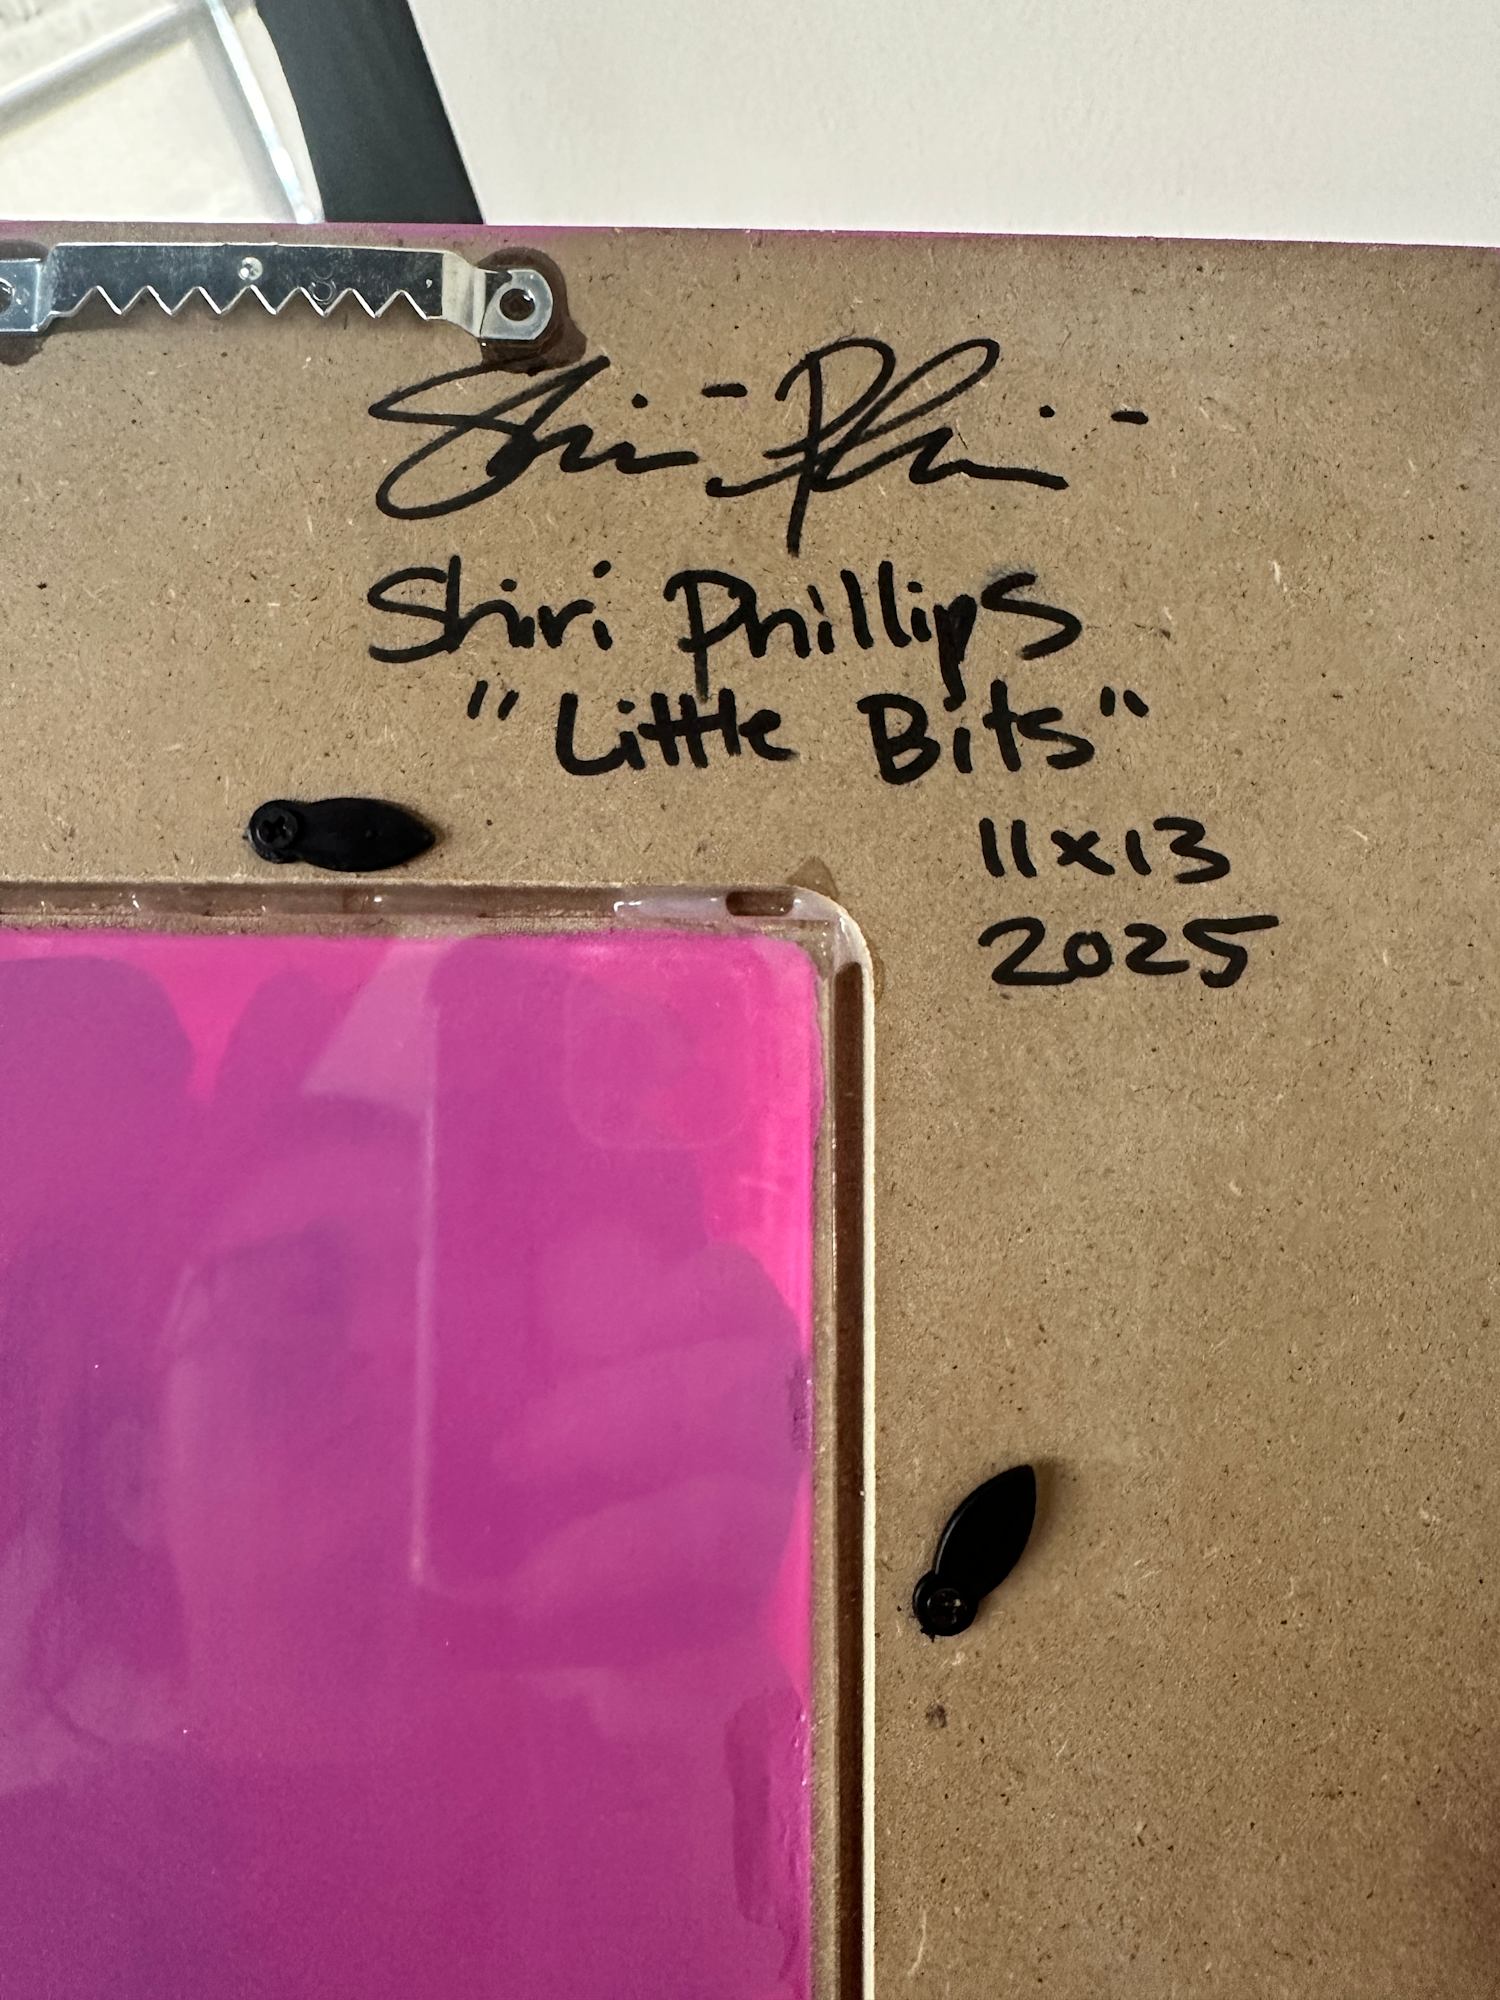 Shiri Phillips
"Little Bits"
11x13
2025